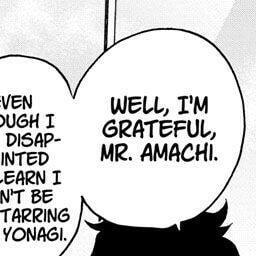 WELL, I'M
GRATEFUL,
MR. AMACHI.
EVEN
OUGH I
DISAP-
INTED
LEARN I
N'T BE
TARRING
YONAGI.